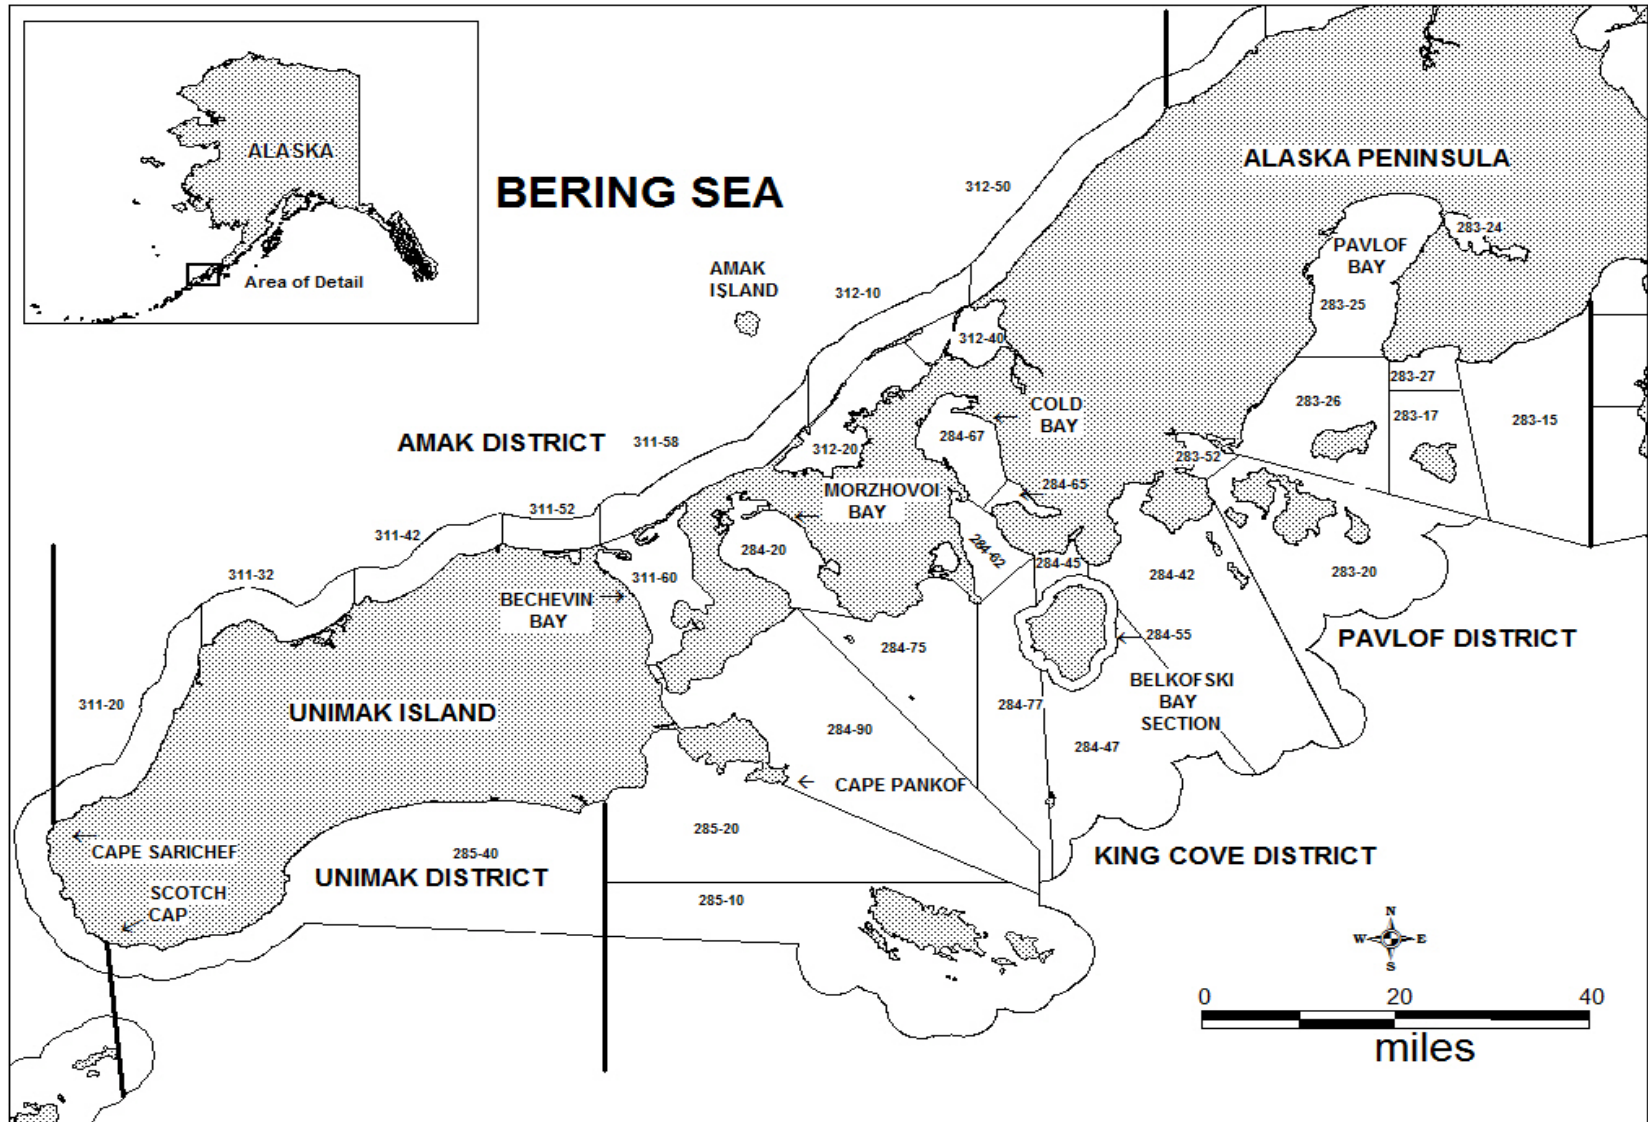 ALASKA
Area of Detail
BERING SEA
312-50
ALASKA PENINSULA
PAVLOF
BAY
283-24
283-25
AMAK
ISLAND
312-10
312-40
283-27
283-26
283-17
283-15
COLD
BAY
284-67
AMAK DISTRICT
311-58
312-20
283-52
284-65
MORZHOVOI
BAY
311-52
311-42
284-20
284-62
284-45
284-42
283-20
311-32
311-60
BECHEVIN
BAY
284-75
284-55
PAVLOF DISTRICT
BELKOFSKI
BAY
SECTION
311-20
UNIMAK ISLAND
284-77
284-90
284-47
CAPE PANKOF
285-20
CAPE SARICHEF
285-40
UNIMAK DISTRICT
KING COVE DISTRICT
SCOTCH
CAP
285-10
N
W
E
S
0 20 40
miles